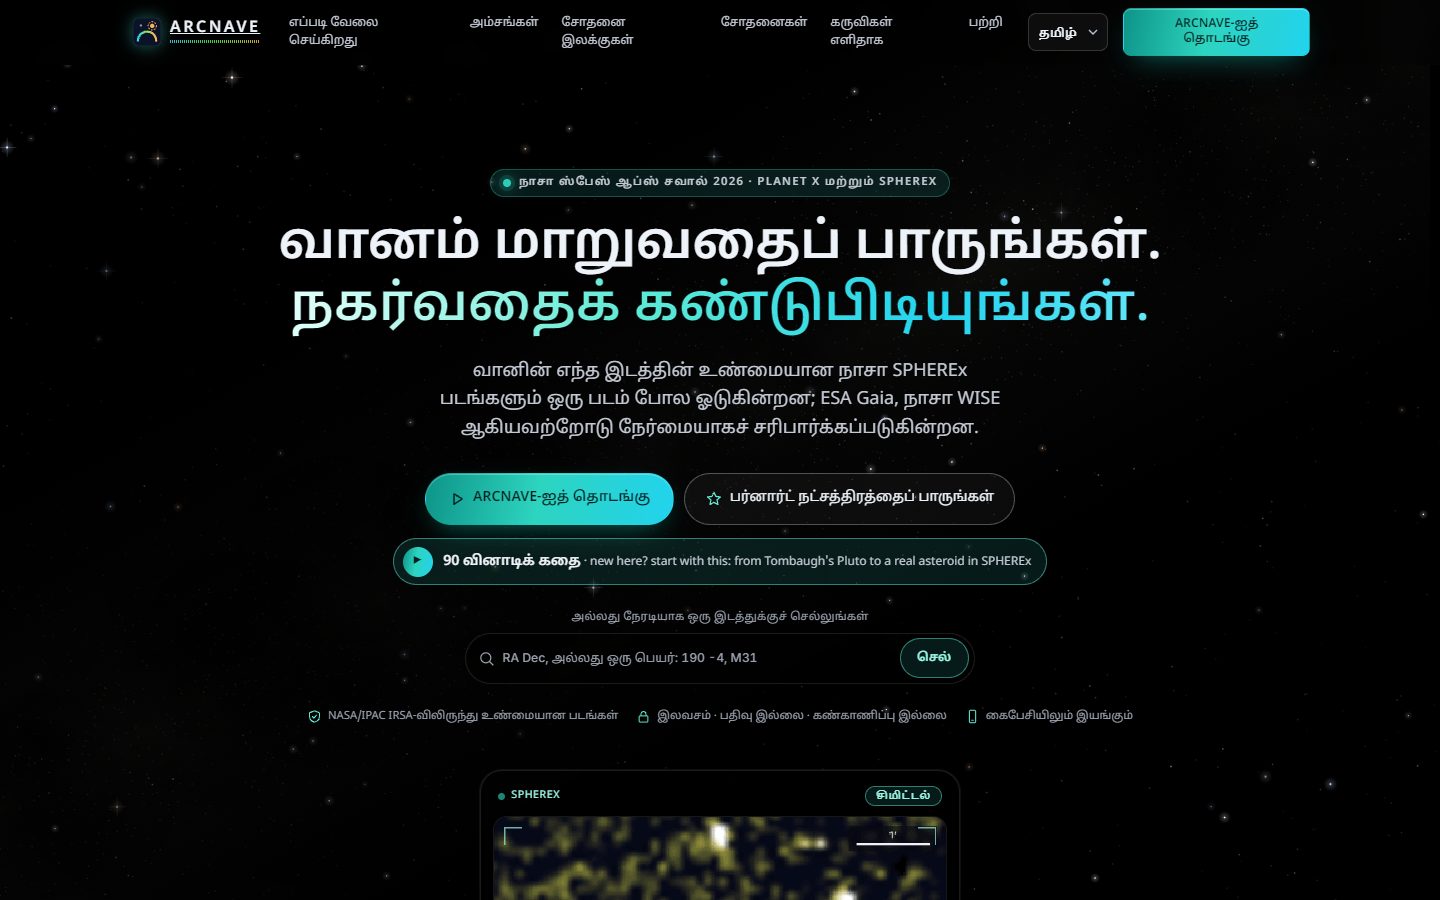 ARCNAVE
எப்படி வேலை
செய்கிறது
அம்சங்கள்
சோதனை
இலக்குகள்
சோதனைகள்
கருவிகள்
எளிதாக
பற்றி
தமிழ்
ARCNAVE-ஐத்
தொடங்கு
நாசா ஸ்பேஸ் ஆப்ஸ் சவால் 2026 · PLANET X மற்றும் SPHEREX
வானம் மாறுவதைப் பாருங்கள்.
நகர்வதைக் கண்டுபிடியுங்கள்.
வானின் எந்த இடத்தின் உண்மையான நாசா SPHEREx
படங்களும் ஒரு படம் போல ஓடுகின்றன; ESA Gaia, நாசா WISE
ஆகியவற்றோடு நேர்மையாகச் சரிபார்க்கப்படுகின்றன.
ARCNAVE-ஐத் தொடங்கு
பர்னார்ட் நட்சத்திரத்தைப் பாருங்கள்
90 வினாடிக் கதை · new here? start with this: from Tombaugh's Pluto to a real asteroid in SPHEREx
அல்லது நேரடியாக ஒரு இடத்துக்குச் செல்லுங்கள்
RA Dec, அல்லது ஒரு பெயர்: 190 -4, M31
செல்
NASA/IPAC IRSA-விலிருந்து உண்மையான படங்கள்
இலவசம் · பதிவு இல்லை · கண்காணிப்பு இல்லை
கைபேசியிலும் இயங்கும்
SPHEREX
சிமிட்டல்
1′